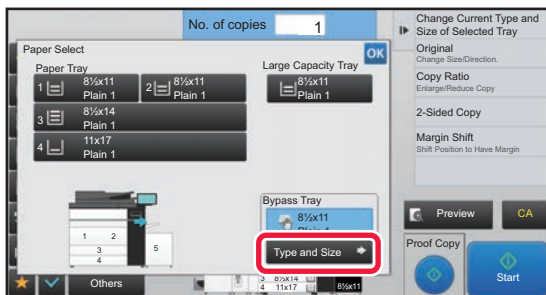 No. of copies
1
Paper Select
OK
Paper Tray
Large Capacity Tray
1
8½x11
Plain 1
2
8½x11
Plain 1
8½x11
Plain 1
3
8½x14
Plain 1
4
11x17
Plain 1
1 2
3
4
5
Bypass Tray
8½x11
Plain 1
Type and Size
Others
3 8½x14
4 11x17
8½x11
Change Current Type and
Size of Selected Tray
Original
Change Size/Direction.
Copy Ratio
Enlarge/Reduce Copy
2-Sided Copy
Margin Shift
Shift Position to Have Margin
Preview
CA
Proof Copy
Start